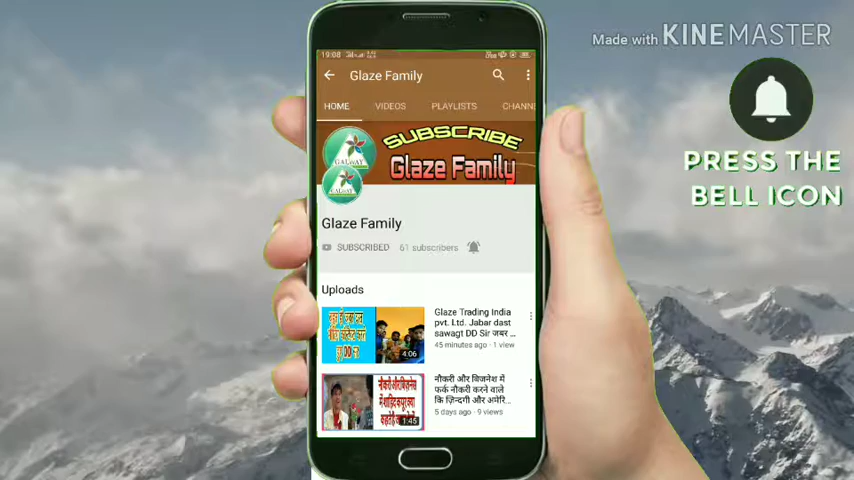 Made with KINEMASTER
19:08
Glaze Family
HOME VIDEOS PLAYLISTS CHANN
SUBSCRIBE
Glaze Family
GALWAY
GALWAY
Glaze Family
SUBSCRIBED 61 subscribers
Uploads
Glaze Trading India
pvt. Ltd. Jabar dast
sawagt DD Sir जबर ...
45 minutes ago · 1 view
4:06
नौकरी और बिजनेश में
फर्क नौकरी करने वाले
कि ज़िन्दगी और अमेरि...
5 days ago · 9 views
1:45
PRESS THE
BELL ICON